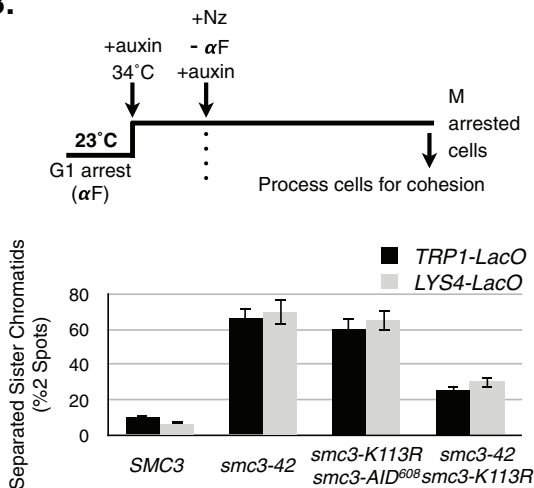 B.
+Nz
+auxin - αF
34˚C +auxin
M
arrested
cells
23˚C
G1 arrest
(αF)
Process cells for cohesion
TRP1-LacO
LYS4-LacO
Separated Sister Chromatids
(%2 Spots)
80
60
40
20
0
SMC3
smc3-42
smc3-K113R
smc3-AID608
smc3-42
smc3-K113R